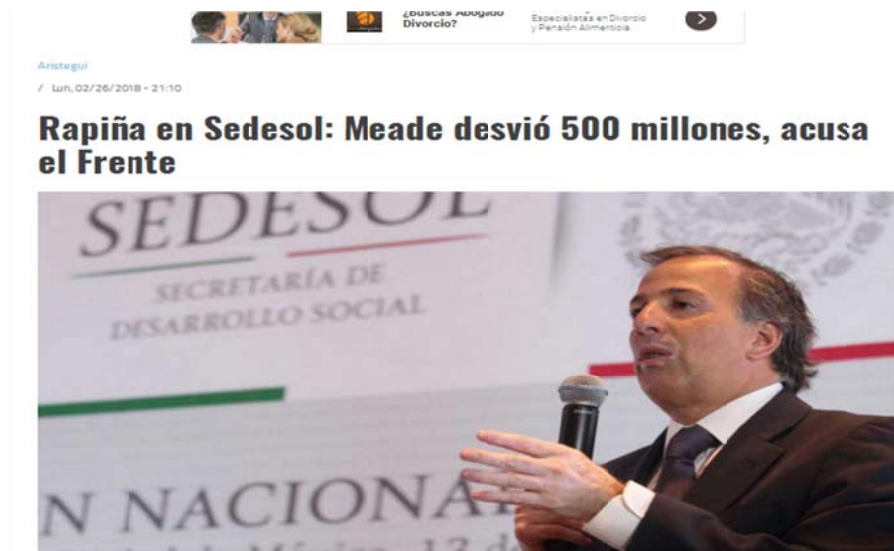 ¿Buscas Abogado
Divorcio?
Especialistas en Divorcio
y Pensión Alimenticia.
Aristegui
/ Lun, 02/26/2018 - 21:10
Rapiña en Sedesol: Meade desvió 500 millones, acusa
el Frente
SEDESOL
SECRETARÍA DE
DESARROLLO SOCIAL
N NACIONA